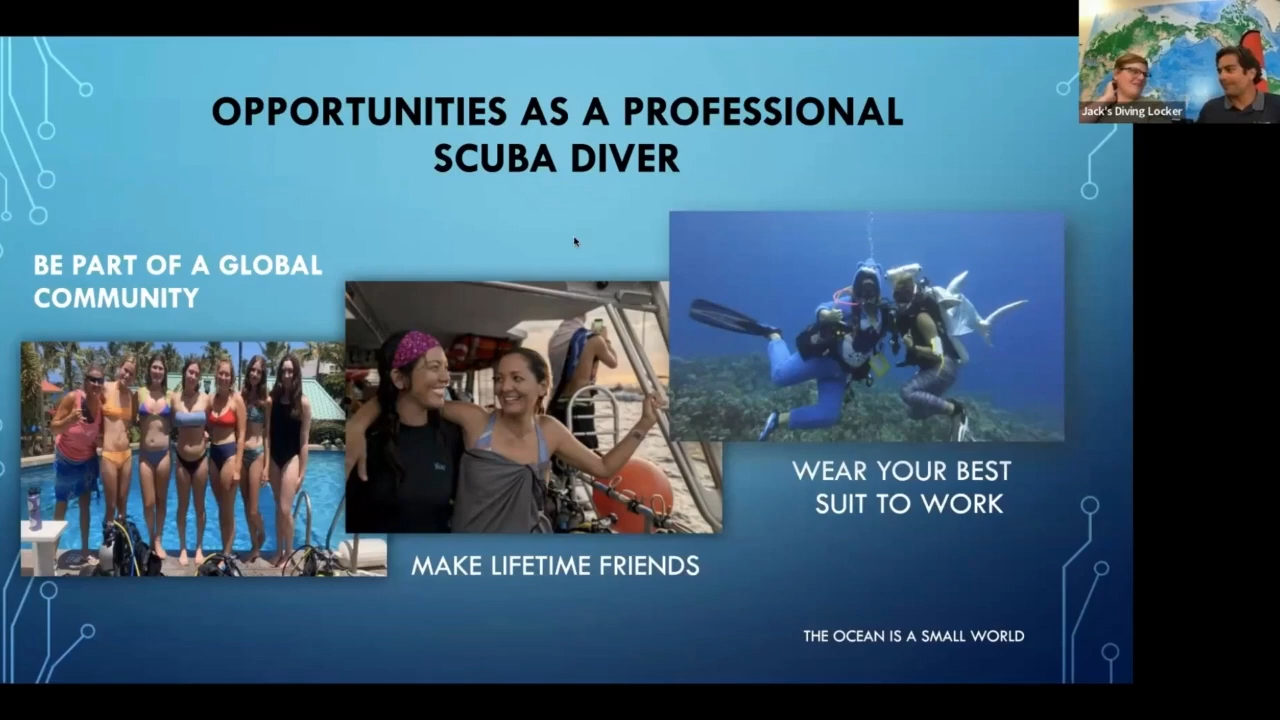 OPPORTUNITIES AS A PROFESSIONAL
SCUBA DIVER
Jack's Diving Locker
BE PART OF A GLOBAL
COMMUNITY
WEAR YOUR BEST
SUIT TO WORK
MAKE LIFETIME FRIENDS
THE OCEAN IS A SMALL WORLD